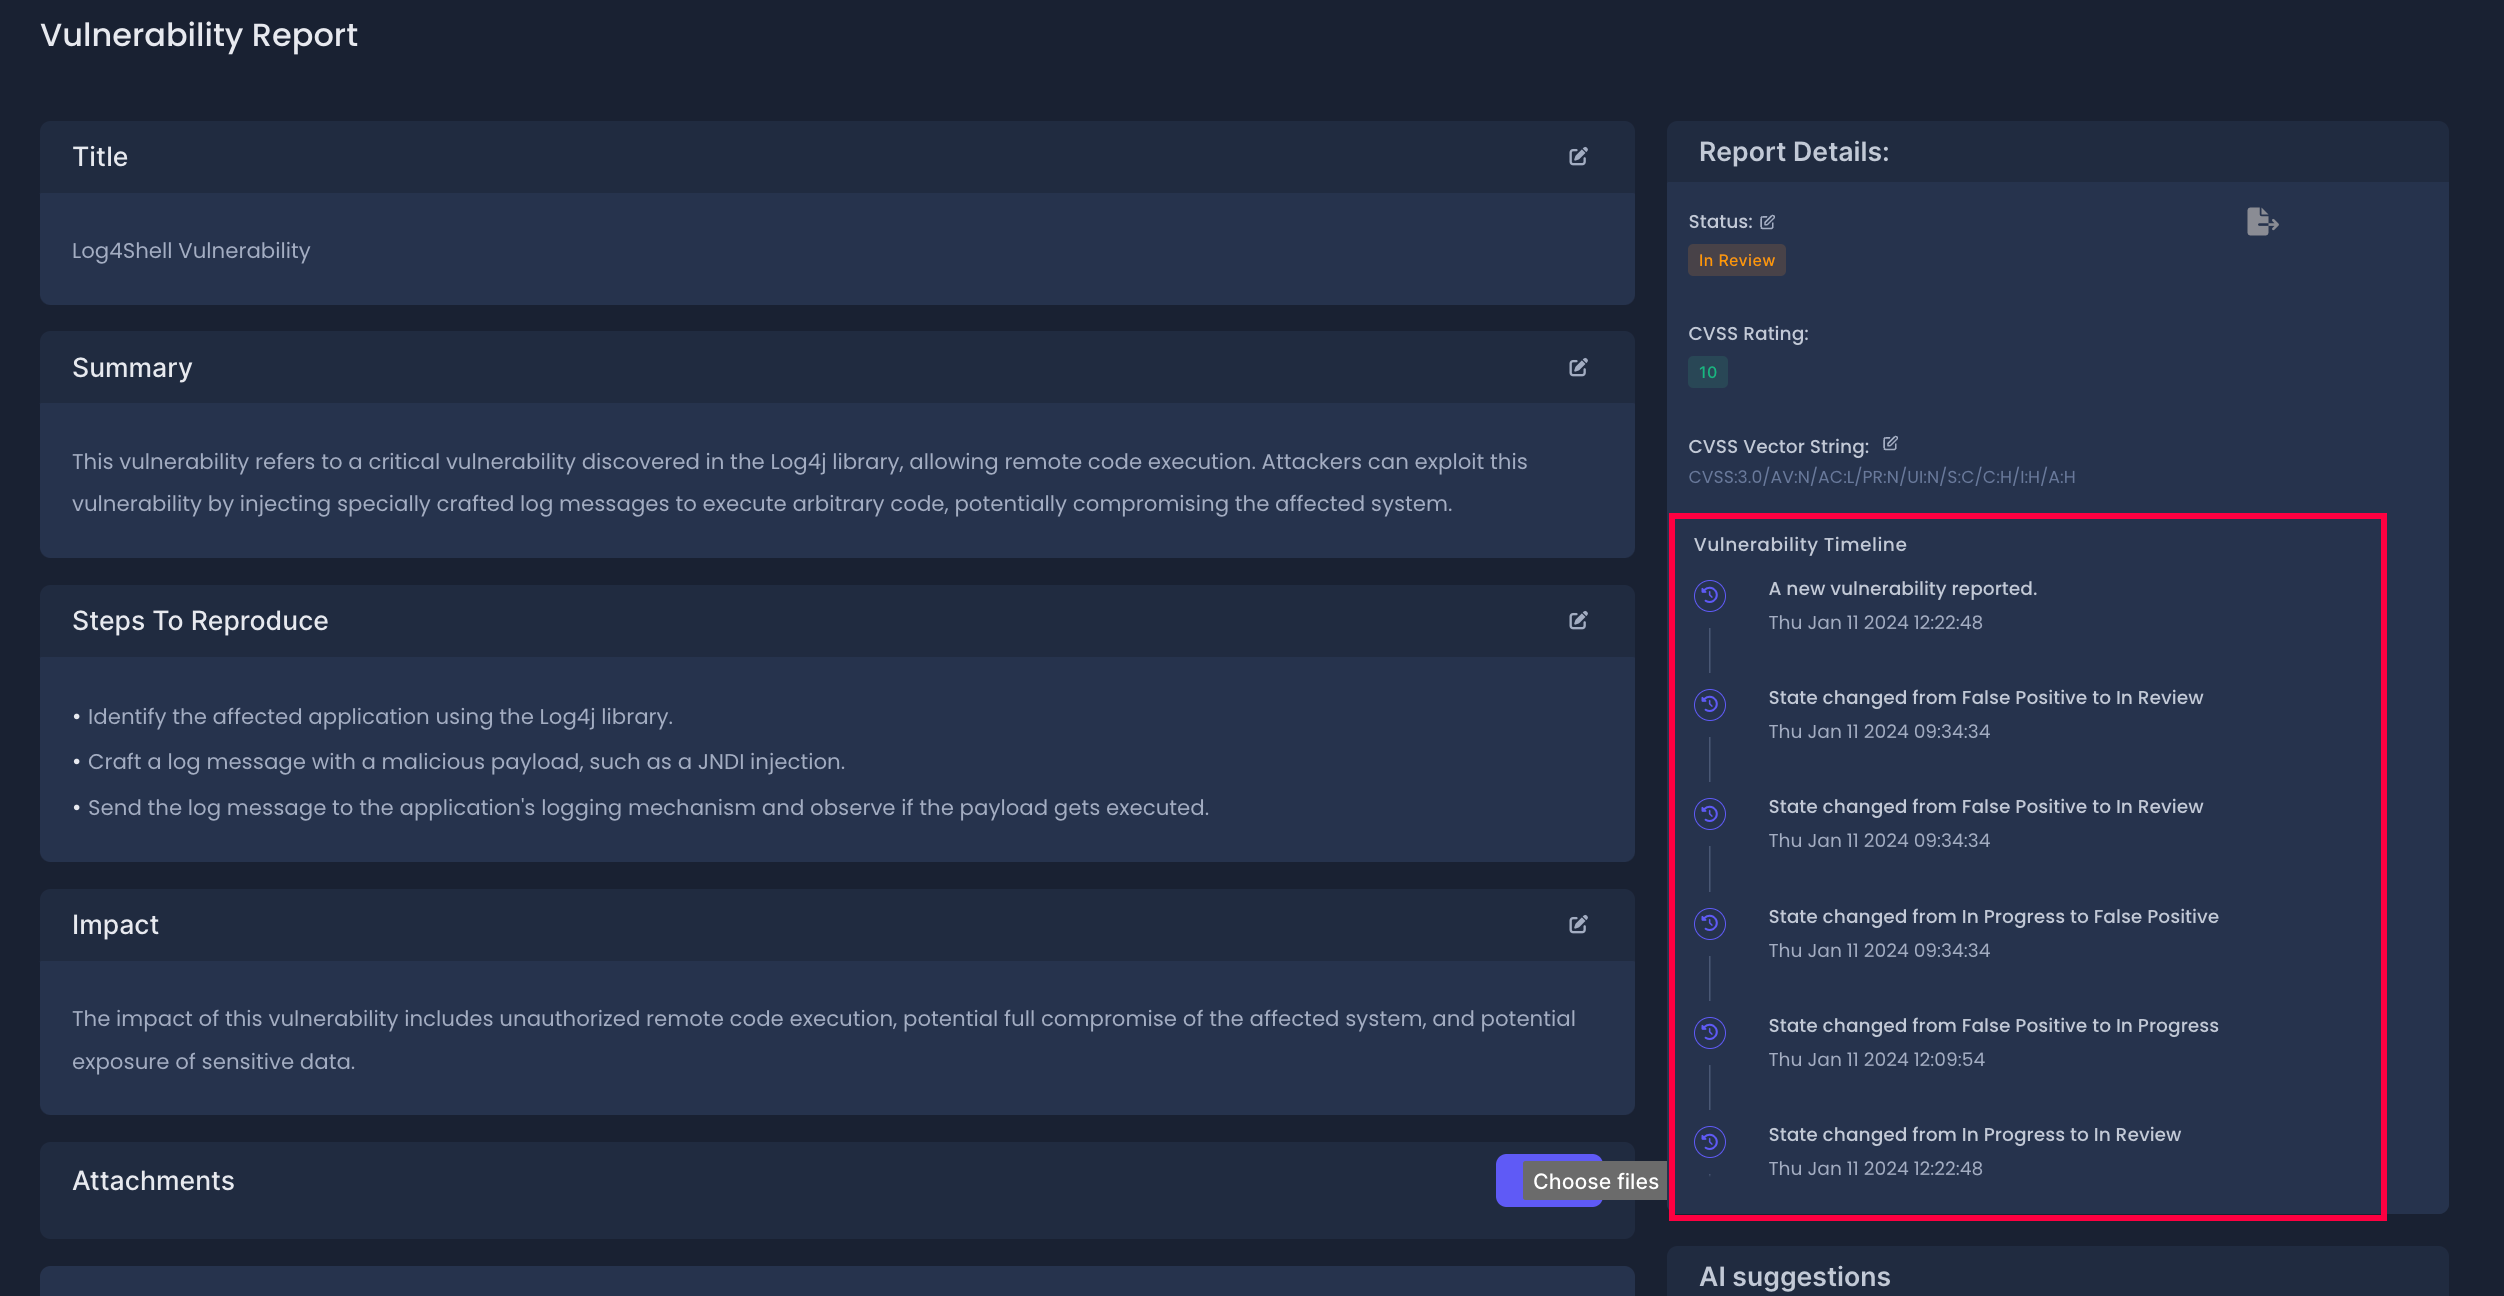 Vulnerability Report
Title
Log4Shell Vulnerability
Summary
This vulnerability refers to a critical vulnerability discovered in the Log4j library, allowing remote code execution. Attackers can exploit this
vulnerability by injecting specially crafted log messages to execute arbitrary code, potentially compromising the affected system.
Steps To Reproduce
• Identify the affected application using the Log4j library.
• Craft a log message with a malicious payload, such as a JNDI injection.
• Send the log message to the application's logging mechanism and observe if the payload gets executed.
Impact
The impact of this vulnerability includes unauthorized remote code execution, potential full compromise of the affected system, and potential
exposure of sensitive data.
Attachments
Choose files
Report Details:
Status:
In Review
CVSS Rating:
10
CVSS Vector String:
CVSS:3.0/AV:N/AC:L/PR:N/UI:N/S:C/C:H/I:H/A:H
Vulnerability Timeline
A new vulnerability reported.
Thu Jan 11 2024 12:22:48
State changed from False Positive to In Review
Thu Jan 11 2024 09:34:34
State changed from False Positive to In Review
Thu Jan 11 2024 09:34:34
State changed from In Progress to False Positive
Thu Jan 11 2024 09:34:34
State changed from False Positive to In Progress
Thu Jan 11 2024 12:09:54
State changed from In Progress to In Review
Thu Jan 11 2024 12:22:48
AI suggestions